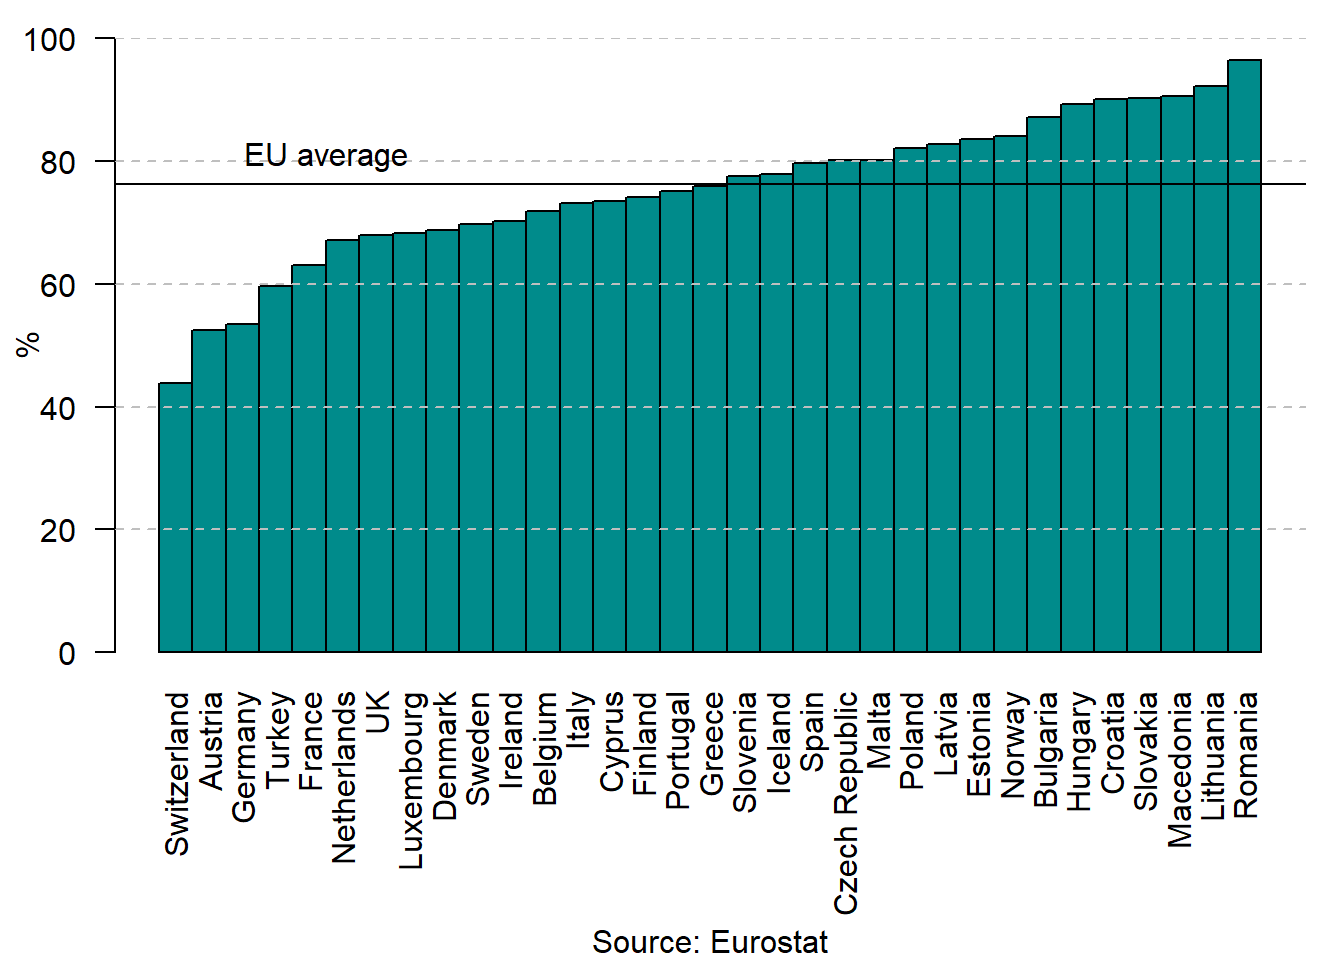 100
80
60
40
20
0
%
EU average
Switzerland
Austria
Germany
Turkey
France
Netherlands
UK
Luxembourg
Denmark
Sweden
Ireland
Belgium
Italy
Cyprus
Finland
Portugal
Greece
Slovenia
Iceland
Spain
Czech Republic
Malta
Poland
Latvia
Estonia
Norway
Bulgaria
Hungary
Croatia
Slovakia
Macedonia
Lithuania
Romania
Source: Eurostat